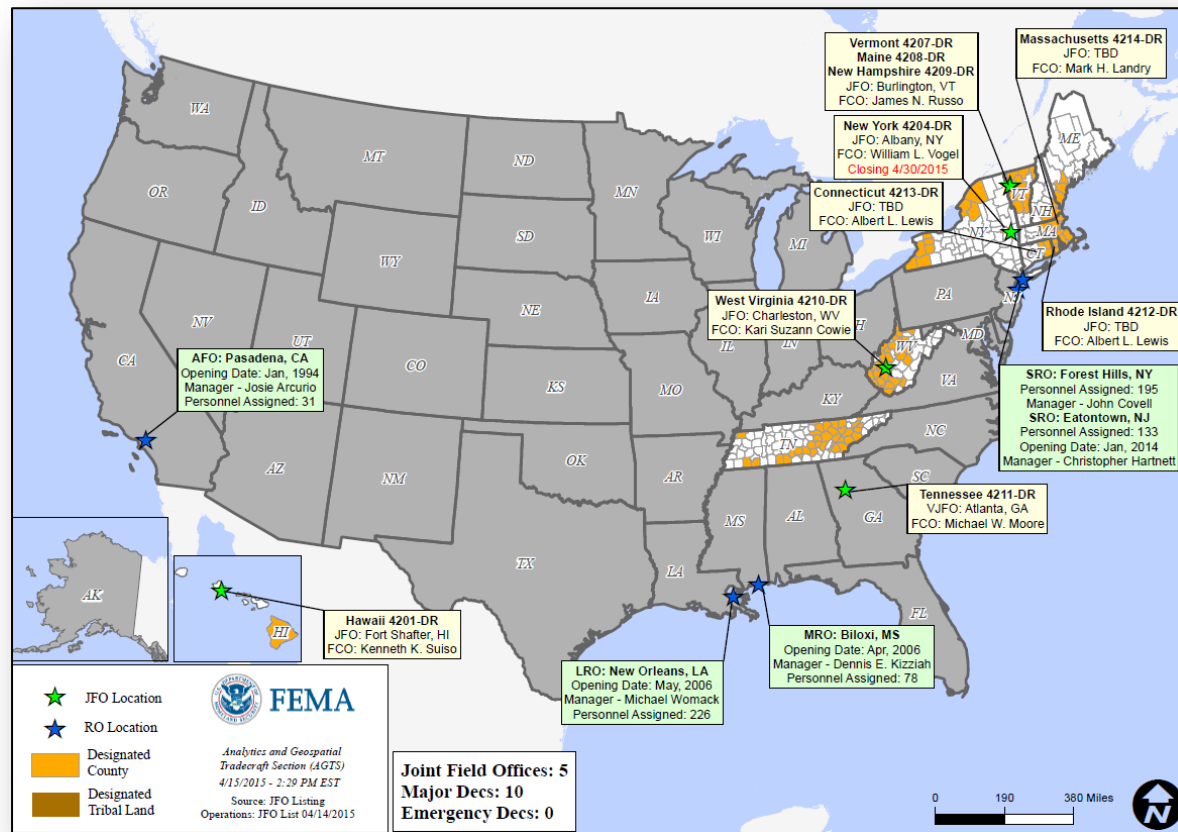 Vermont 4207-DR
Maine 4208-DR
New Hampshire 4209-DR
JFO: Burlington, VT
FCO: James N. Russo
Massachusetts 4214-DR
JFO: TBD
FCO: Mark H. Landry
New York 4204-DR
JFO: Albany, NY
FCO: William L. Vogel
Closing 4/30/2015
Connecticut 4213-DR
JFO: TBD
FCO: Albert L. Lewis
West Virginia 4210-DR
JFO: Charleston, WV
FCO: Kari Suzann Cowie
Rhode Island 4212-DR
JFO: TBD
FCO: Albert L. Lewis
AFO: Pasadena, CA
Opening Date: Jan, 1994
Manager - Josie Arcurio
Personnel Assigned: 31
SRO: Forest Hills, NY
Personnel Assigned: 195
Manager - John Covell
SRO: Eatontown, NJ
Personnel Assigned: 133
Opening Date: Jan, 2014
Manager - Christopher Hartnett
Tennessee 4211-DR
VJFO: Atlanta, GA
FCO: Michael W. Moore
Hawaii 4201-DR
JFO: Fort Shafter, HI
FCO: Kenneth K. Suiso
LRO: New Orleans, LA
Opening Date: May, 2006
Manager - Michael Womack
Personnel Assigned: 226
MRO: Biloxi, MS
Opening Date: Apr, 2006
Manager - Dennis E. Kizziah
Personnel Assigned: 78
WA
MT
ND
MN
ME
OR
ID
SD
WI
MI
VT
NH
NY
MA
CT
WY
NE
IA
PA
NV
UT
CO
KS
MO
IL
IN
WV
MD
VA
KY
CA
AZ
NM
OK
AR
TN
NC
SC
MS
AL
GA
TX
LA
FL
AK
HI
JFO Location
RO Location
Designated
County
Designated
Tribal Land
FEMA
Analytics and Geospatial
Tradecraft Section (AGTS)
4/15/2015 - 2:29 PM EST
Source: JFO Listing
Operations: JFO List 04/14/2015
Joint Field Offices: 5
Major Decs: 10
Emergency Decs: 0
0 190 380 Miles
N